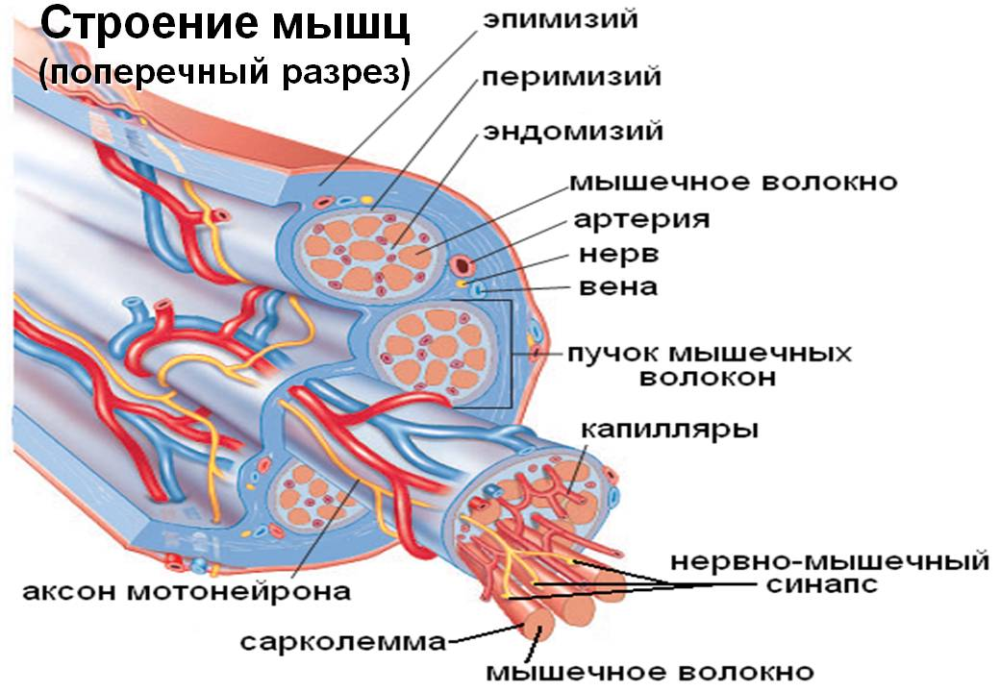 Строение мышц
(поперечный разрез)
эпимизий
перимизий
эндомизий
мышечное волокно
артерия
нерв
вена
пучок мышечных
волокон
капилляры
нервно-мышечный
синапс
аксон мотонейрона
сарколемма
мышечное волокно